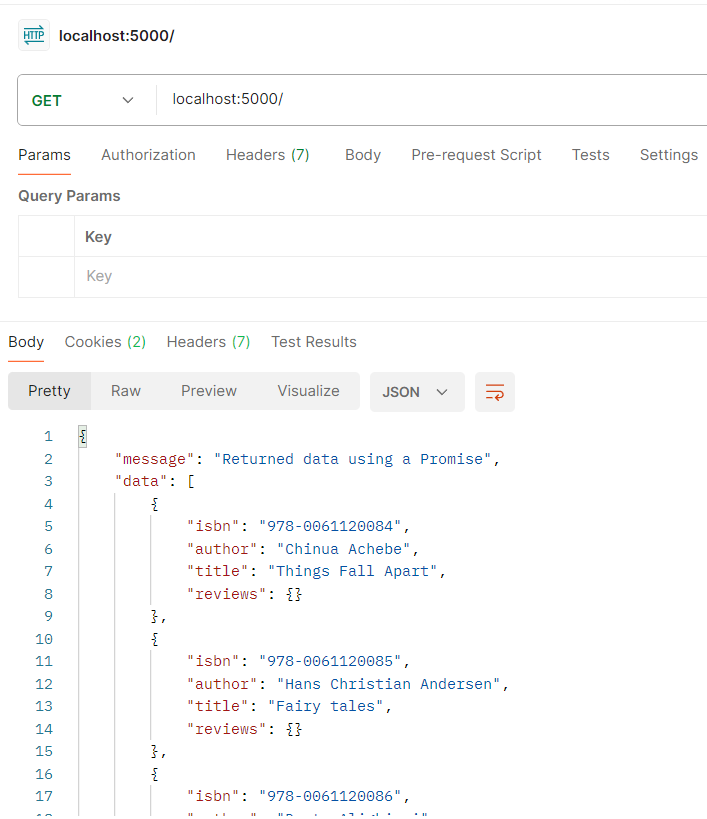 HTTP localhost:5000/
GET localhost:5000/
Params Authorization Headers (7) Body Pre-request Script Tests Settings
Query Params
Key
Key
Body Cookies (2) Headers (7) Test Results
Pretty Raw Preview Visualize JSON
1 {
2 "message": "Returned data using a Promise",
3 "data": [
4 {
5 "isbn": "978-0061120084",
6 "author": "Chinua Achebe",
7 "title": "Things Fall Apart",
8 "reviews": {}
9 },
10 {
11 "isbn": "978-0061120085",
12 "author": "Hans Christian Andersen",
13 "title": "Fairy tales",
14 "reviews": {}
15 },
16 {
17 "isbn": "978-0061120086",